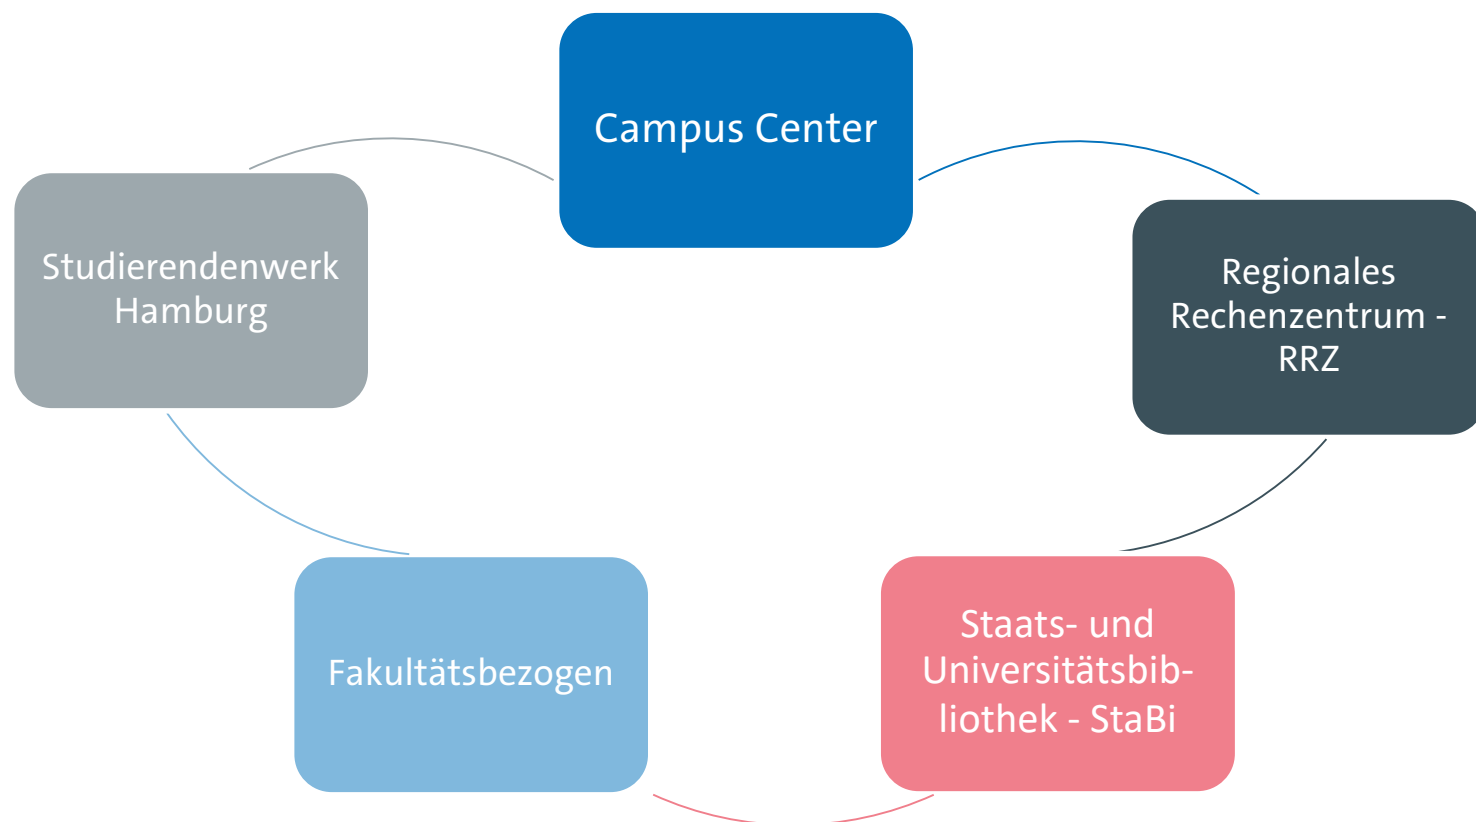 Campus Center
Studierendenwerk
Hamburg
Regionales
Rechenzentrum -
RRZ
Fakultätsbezogen
Staats- und
Universitätsbib-
liothek - StaBi